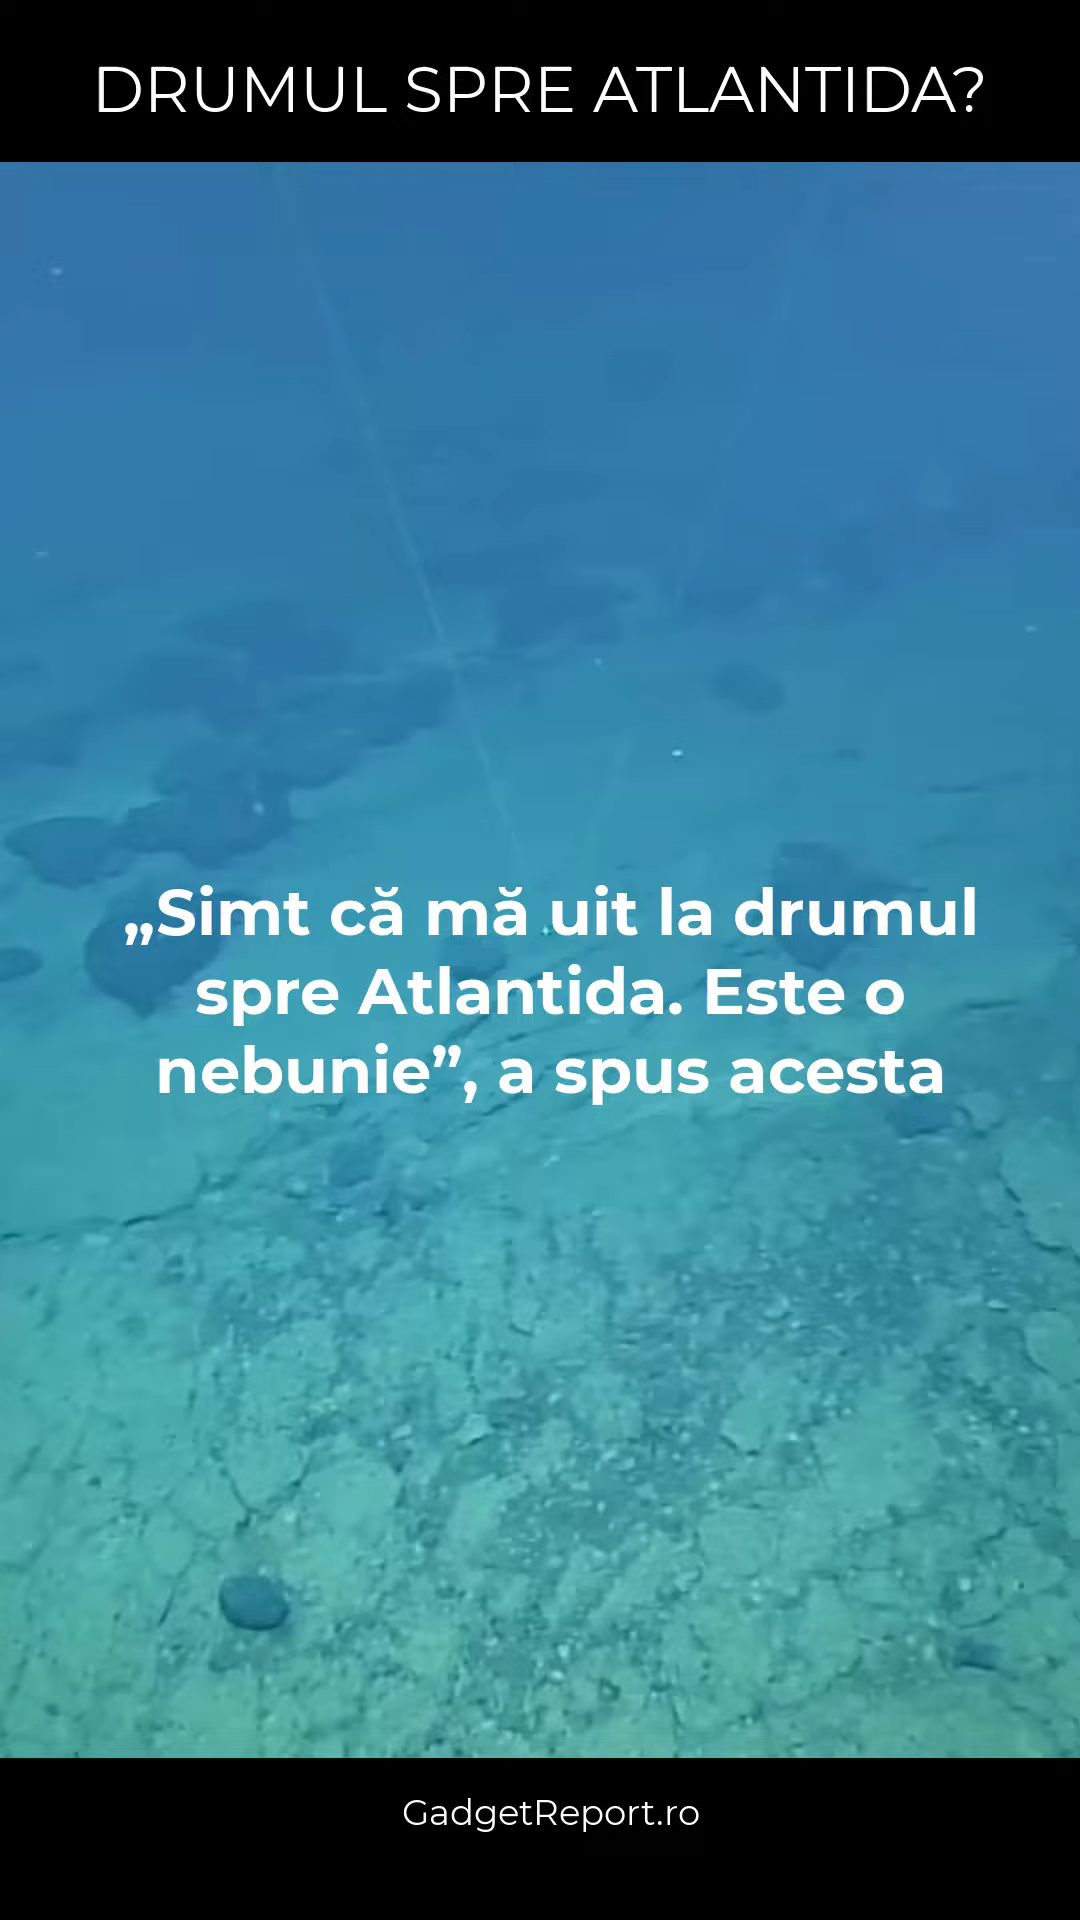 DRUMUL SPRE ATLANTIDA?
„Simt că mă uit la drumul
spre Atlantida. Este o
nebunie”, a spus acesta
GadgetReport.ro